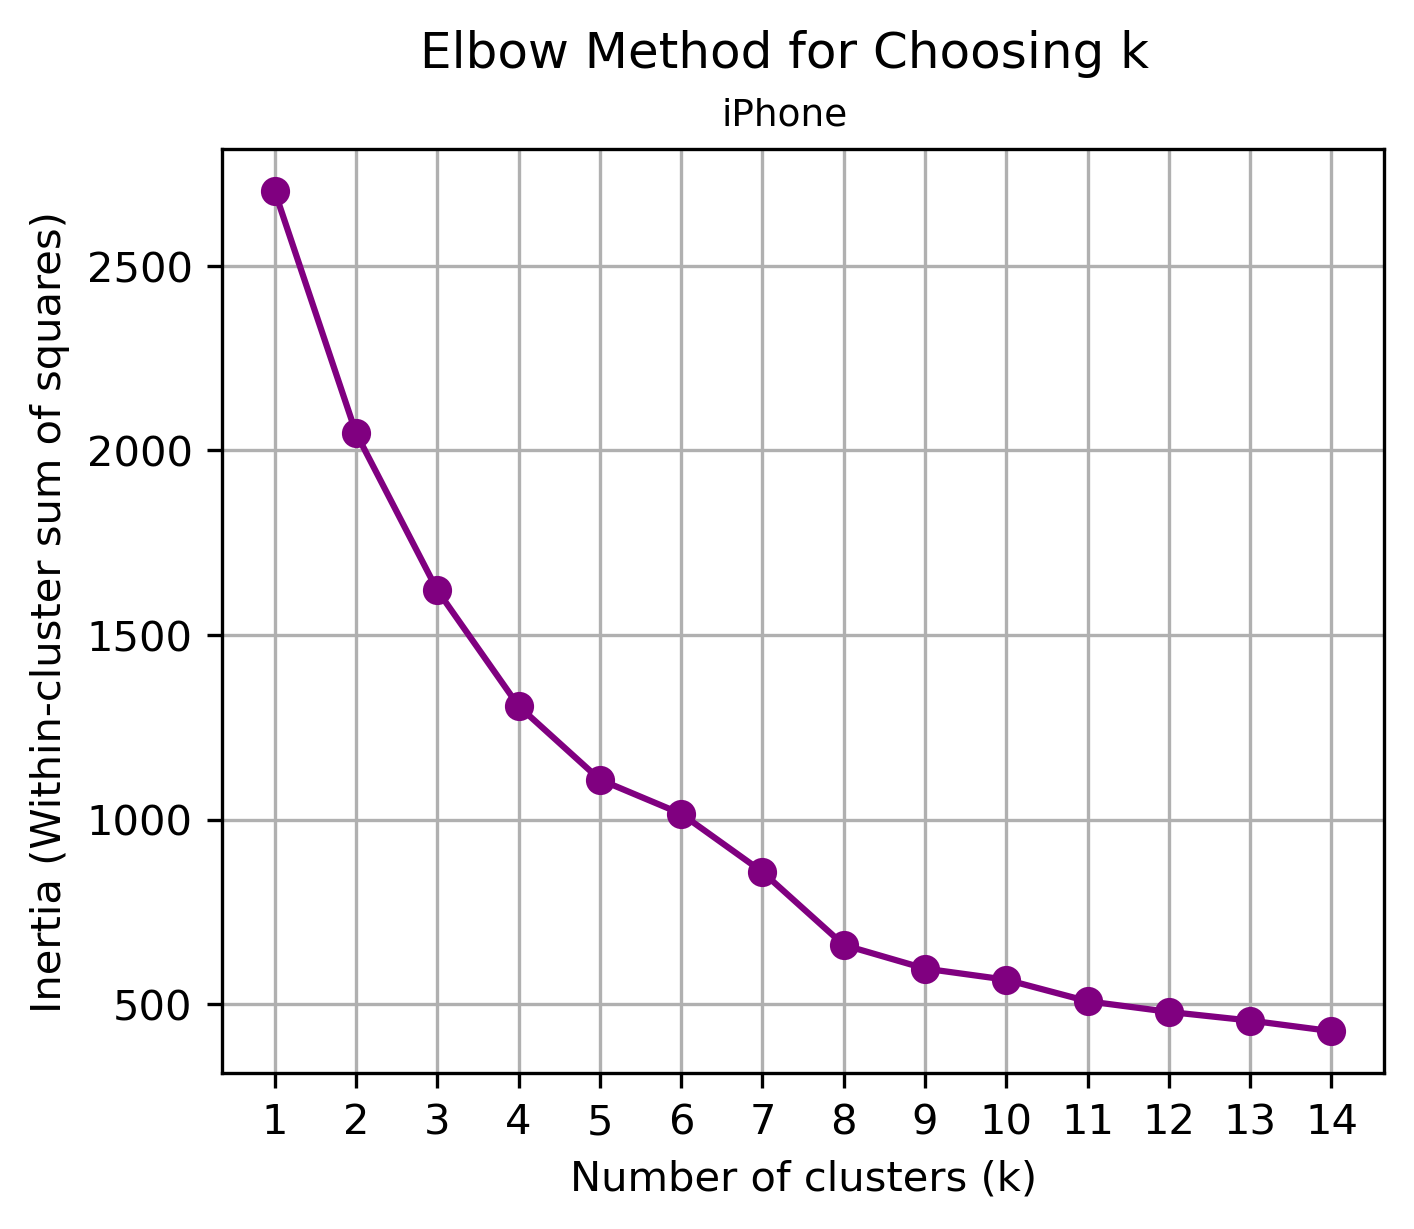 Elbow Method for Choosing k
iPhone
Inertia (Within-cluster sum of squares)
2500
2000
1500
1000
500
1 2 3 4 5 6 7 8 9 10 11 12 13 14
Number of clusters (k)